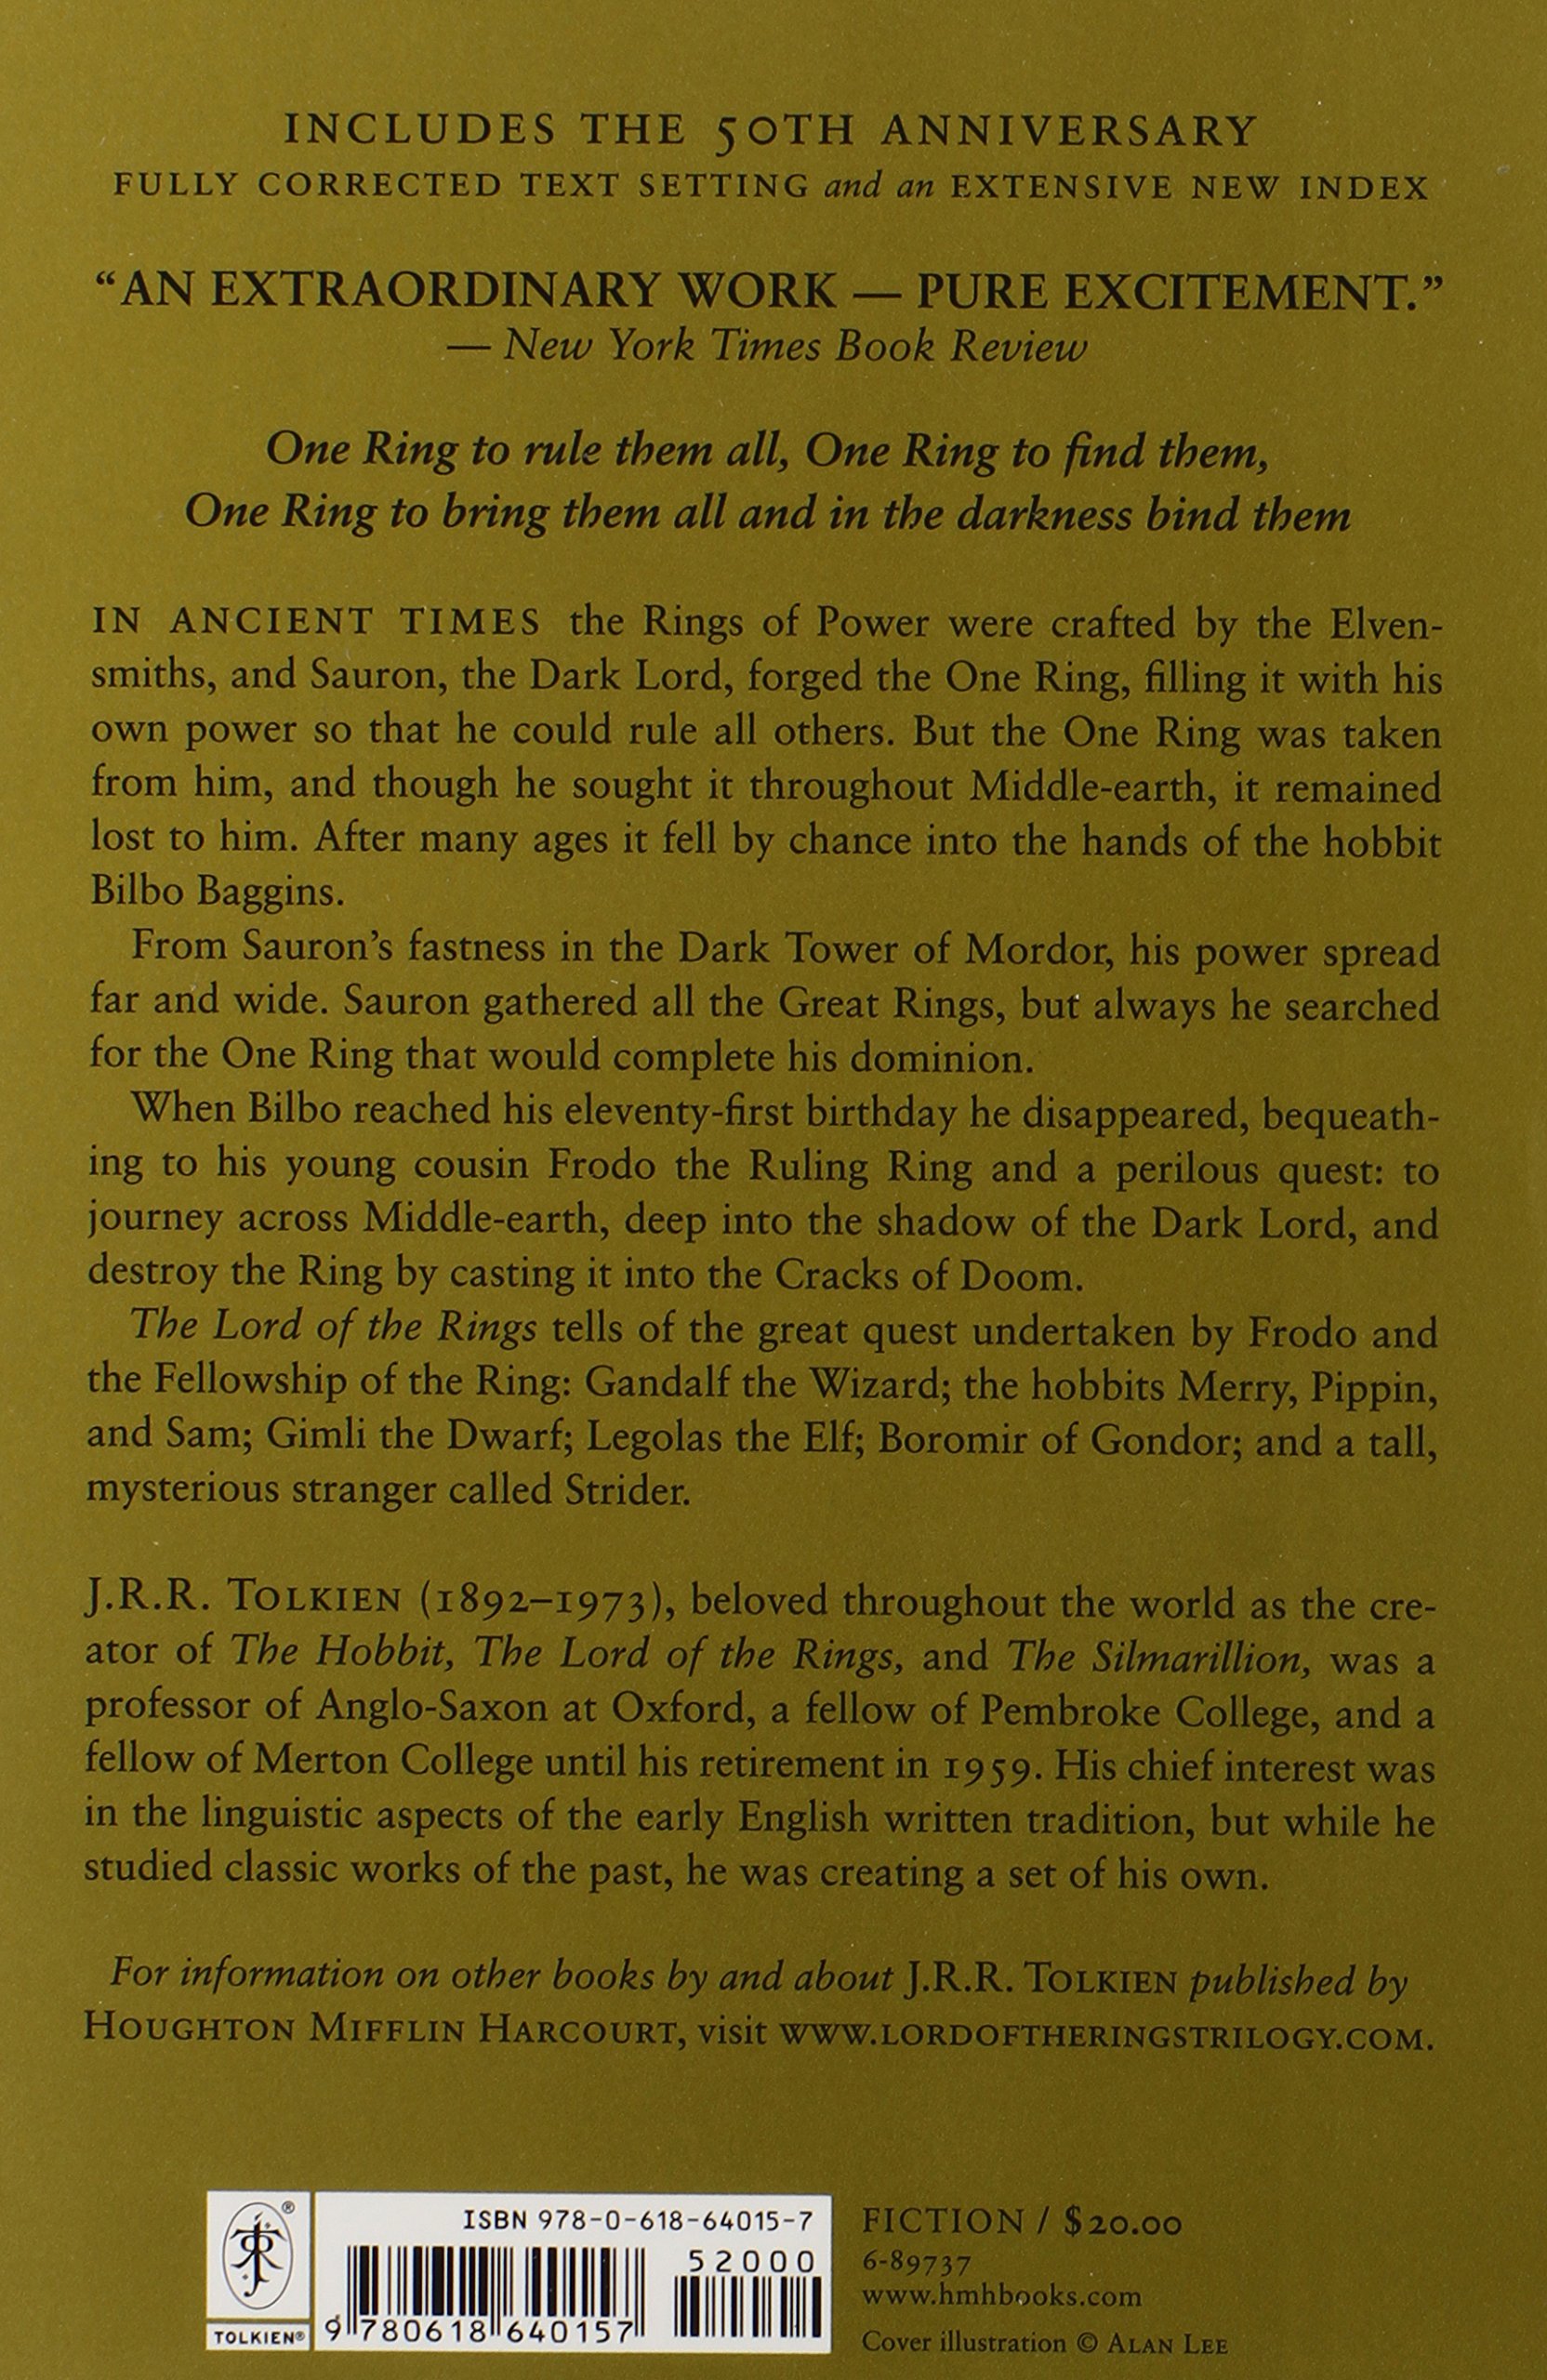 INCLUDES THE 50TH ANNIVERSARY
FULLY CORRECTED TEXT SETTING and an EXTENSIVE NEW INDEX
“AN EXTRAORDINARY WORK — PURE EXCITEMENT.”
— New York Times Book Review
One Ring to rule them all, One Ring to find them,
One Ring to bring them all and in the darkness bind them
IN ANCIENT TIMES the Rings of Power were crafted by the Elven-
smiths, and Sauron, the Dark Lord, forged the One Ring, filling it with his
own power so that he could rule all others. But the One Ring was taken
from him, and though he sought it throughout Middle-earth, it remained
lost to him. After many ages it fell by chance into the hands of the hobbit
Bilbo Baggins.
From Sauron’s fastness in the Dark Tower of Mordor, his power spread
far and wide. Sauron gathered all the Great Rings, but always he searched
for the One Ring that would complete his dominion.
When Bilbo reached his eleventy-first birthday he disappeared, bequeath-
ing to his young cousin Frodo the Ruling Ring and a perilous quest: to
journey across Middle-earth, deep into the shadow of the Dark Lord, and
destroy the Ring by casting it into the Cracks of Doom.
The Lord of the Rings tells of the great quest undertaken by Frodo and
the Fellowship of the Ring: Gandalf the Wizard; the hobbits Merry, Pippin,
and Sam; Gimli the Dwarf; Legolas the Elf; Boromir of Gondor; and a tall,
mysterious stranger called Strider.
J.R.R. TOLKIEN (1892–1973), beloved throughout the world as the cre-
ator of The Hobbit, The Lord of the Rings, and The Silmarillion, was a
professor of Anglo-Saxon at Oxford, a fellow of Pembroke College, and a
fellow of Merton College until his retirement in 1959. His chief interest was
in the linguistic aspects of the early English written tradition, but while he
studied classic works of the past, he was creating a set of his own.
For information on other books by and about J.R.R. TOLKIEN published by
HOUGHTON MIFFLIN HARCOURT, visit WWW.LORDOFTHERINGSTRILOGY.COM.
®
TOLKIEN®
ISBN 978-0-618-64015-7
52000
9 780618 640157
FICTION / $20.00
6-89737
www.hmhbooks.com
Cover illustration © ALAN LEE